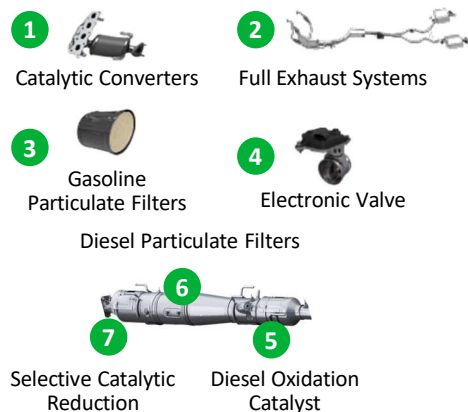 1
2
Catalytic Converters
Full Exhaust Systems
3
4
Gasoline
Particulate Filters
Electronic Valve
Diesel Particulate Filters
6
7
5
Selective Catalytic
Reduction
Diesel Oxidation
Catalyst